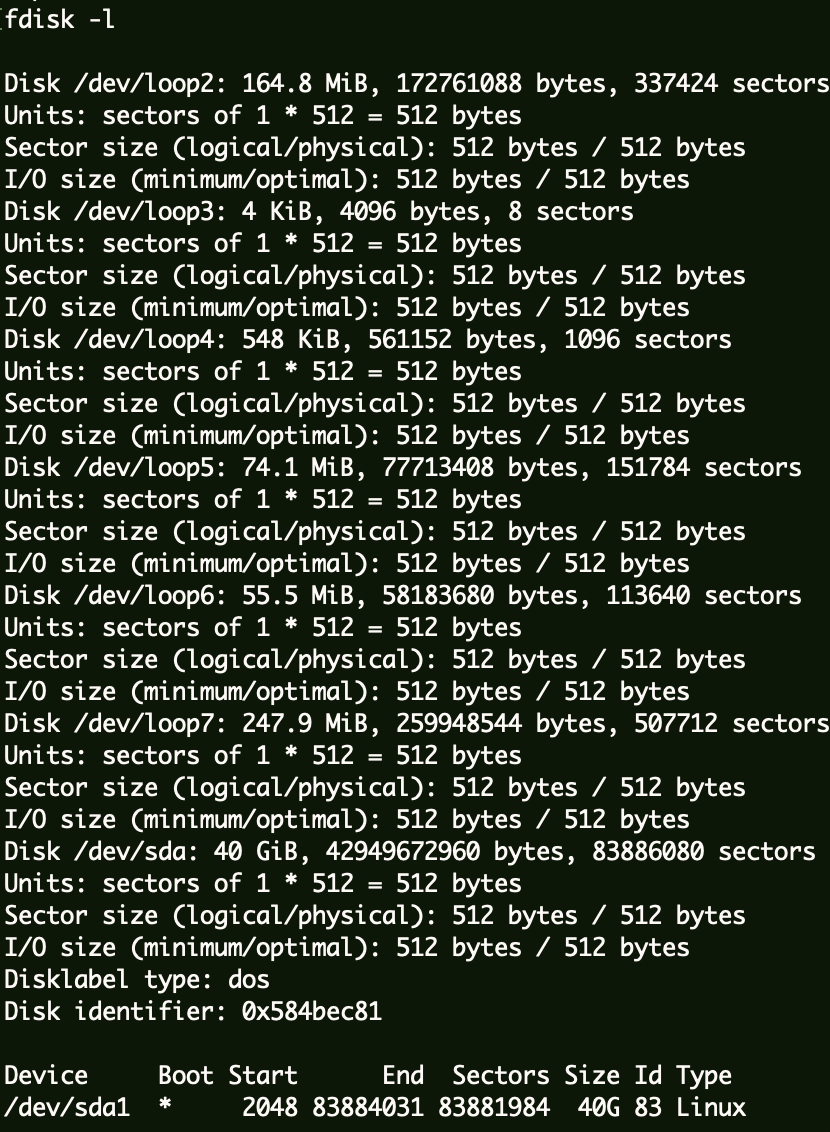 fdisk -l
Disk /dev/loop2: 164.8 MiB, 172761088 bytes, 337424 sectors
Units: sectors of 1 * 512 = 512 bytes
Sector size (logical/physical): 512 bytes / 512 bytes
I/O size (minimum/optimal): 512 bytes / 512 bytes
Disk /dev/loop3: 4 KiB, 4096 bytes, 8 sectors
Units: sectors of 1 * 512 = 512 bytes
Sector size (logical/physical): 512 bytes / 512 bytes
I/O size (minimum/optimal): 512 bytes / 512 bytes
Disk /dev/loop4: 548 KiB, 561152 bytes, 1096 sectors
Units: sectors of 1 * 512 = 512 bytes
Sector size (logical/physical): 512 bytes / 512 bytes
I/O size (minimum/optimal): 512 bytes / 512 bytes
Disk /dev/loop5: 74.1 MiB, 77713408 bytes, 151784 sectors
Units: sectors of 1 * 512 = 512 bytes
Sector size (logical/physical): 512 bytes / 512 bytes
I/O size (minimum/optimal): 512 bytes / 512 bytes
Disk /dev/loop6: 55.5 MiB, 58183680 bytes, 113640 sectors
Units: sectors of 1 * 512 = 512 bytes
Sector size (logical/physical): 512 bytes / 512 bytes
I/O size (minimum/optimal): 512 bytes / 512 bytes
Disk /dev/loop7: 247.9 MiB, 259948544 bytes, 507712 sectors
Units: sectors of 1 * 512 = 512 bytes
Sector size (logical/physical): 512 bytes / 512 bytes
I/O size (minimum/optimal): 512 bytes / 512 bytes
Disk /dev/sda: 40 GiB, 42949672960 bytes, 83886080 sectors
Units: sectors of 1 * 512 = 512 bytes
Sector size (logical/physical): 512 bytes / 512 bytes
I/O size (minimum/optimal): 512 bytes / 512 bytes
Disklabel type: dos
Disk identifier: 0x584bec81
Device     Boot Start      End  Sectors Size Id Type
/dev/sda1  *     2048 83884031 83881984  40G 83 Linux